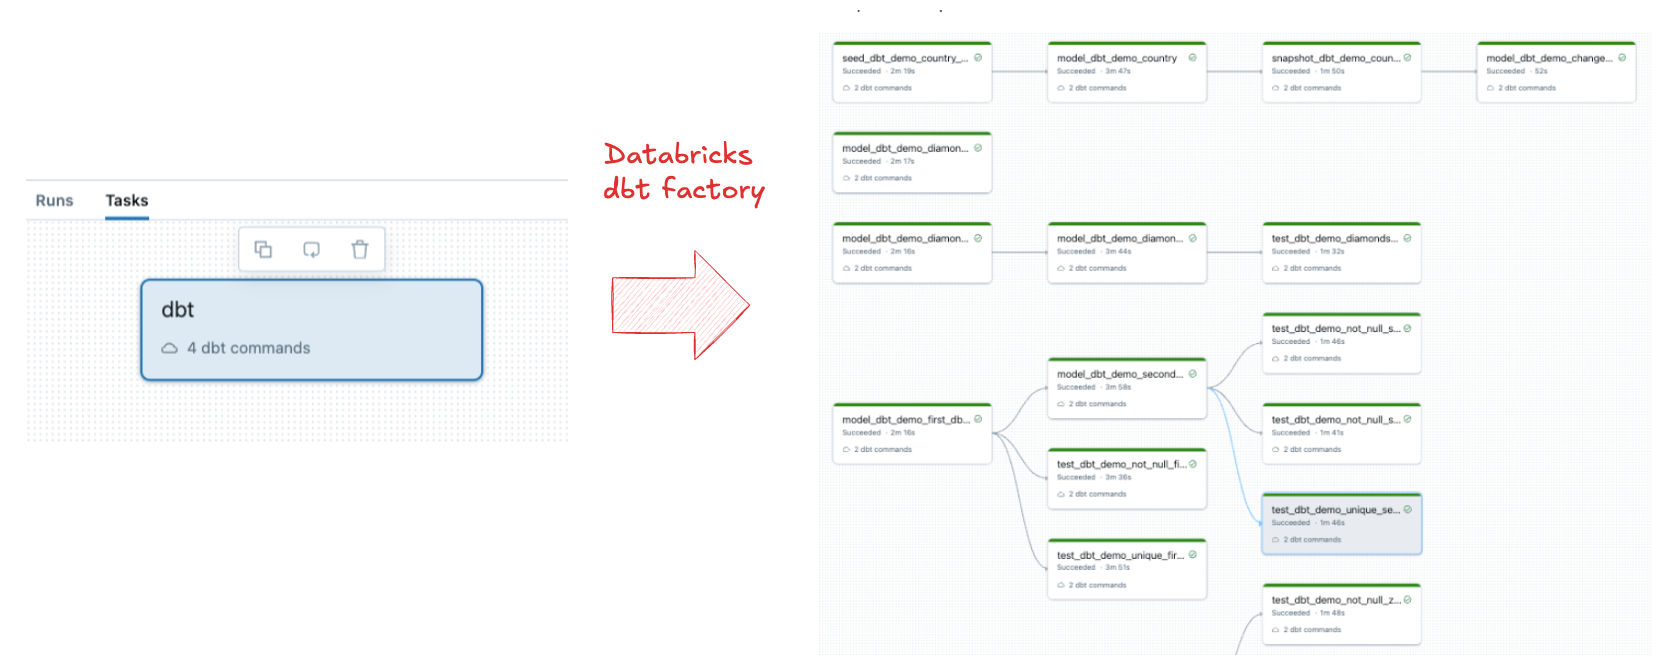 Runs Tasks
dbt
4 dbt commands
Databricks
dbt factory
seed_dbt_demo_country_...
Succeeded · 2m 19s
2 dbt commands
model_dbt_demo_country
Succeeded · 3m 47s
2 dbt commands
snapshot_dbt_demo_coun...
Succeeded · 1m 50s
2 dbt commands
model_dbt_demo_change...
Succeeded · 52s
2 dbt commands
model_dbt_demo_diamon...
Succeeded · 2m 17s
2 dbt commands
model_dbt_demo_diamon...
Succeeded · 2m 16s
2 dbt commands
model_dbt_demo_diamon...
Succeeded · 3m 44s
2 dbt commands
test_dbt_demo_diamonds...
Succeeded · 1m 32s
2 dbt commands
test_dbt_demo_not_null_s...
Succeeded · 1m 46s
2 dbt commands
model_dbt_demo_second...
Succeeded · 3m 58s
2 dbt commands
model_dbt_demo_first_db...
Succeeded · 2m 16s
2 dbt commands
test_dbt_demo_not_null_s...
Succeeded · 1m 41s
2 dbt commands
test_dbt_demo_not_null_fi...
Succeeded · 3m 36s
2 dbt commands
test_dbt_demo_unique_se...
Succeeded · 1m 46s
2 dbt commands
test_dbt_demo_unique_fir...
Succeeded · 3m 51s
2 dbt commands
test_dbt_demo_not_null_z...
Succeeded · 1m 48s
2 dbt commands